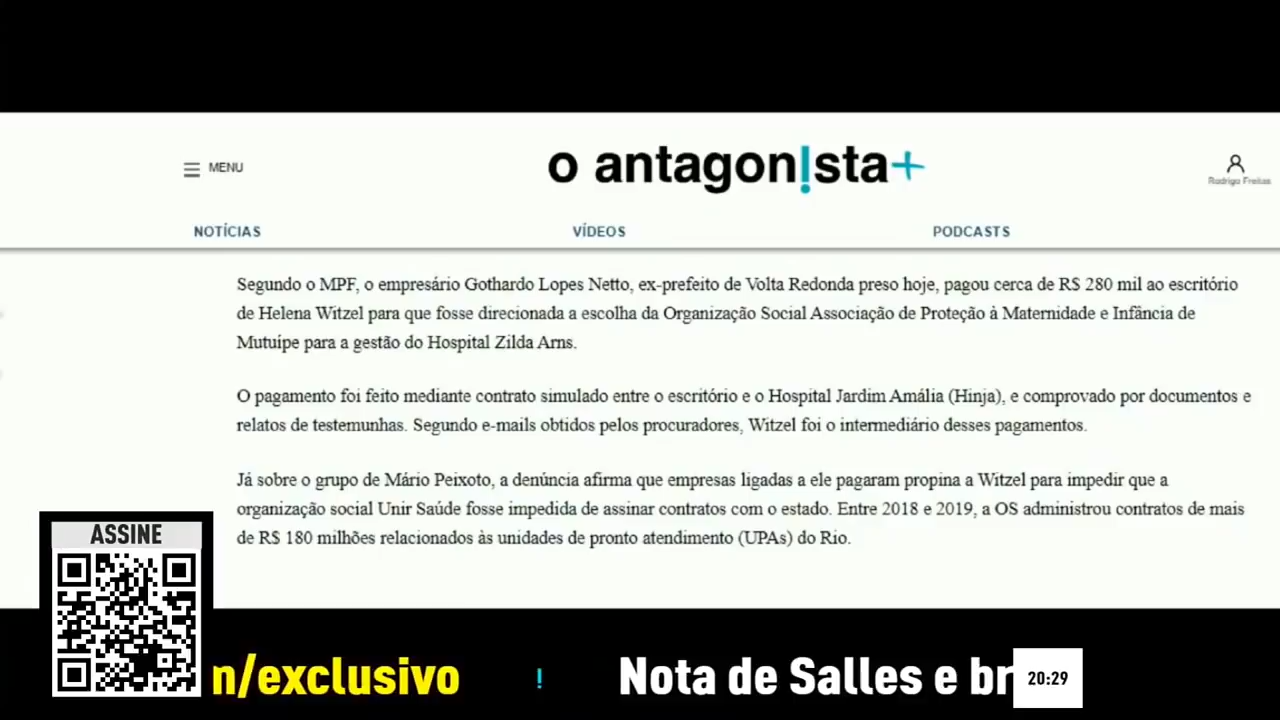 MENU
o antagon!sta+
Rodrigo Freitas
NOTÍCIAS
VÍDEOS
PODCASTS
Segundo o MPF, o empresário Gothardo Lopes Netto, ex-prefeito de Volta Redonda preso hoje, pagou cerca de R$ 280 mil ao escritório
de Helena Witzel para que fosse direcionada a escolha da Organização Social Associação de Proteção à Maternidade e Infância de
Mutuípe para a gestão do Hospital Zilda Arns.
O pagamento foi feito mediante contrato simulado entre o escritório e o Hospital Jardim Amália (Hinja), e comprovado por documentos e
relatos de testemunhas. Segundo e-mails obtidos pelos procuradores, Witzel foi o intermediário desses pagamentos.
Já sobre o grupo de Mário Peixoto, a denúncia afirma que empresas ligadas a ele pagaram propina a Witzel para impedir que a
organização social Unir Saúde fosse impedida de assinar contratos com o estado. Entre 2018 e 2019, a OS administrou contratos de mais
de R$ 180 milhões relacionados às unidades de pronto atendimento (UPAs) do Rio.
ASSINE
n/exclusivo ! Nota de Salles e br
20:29